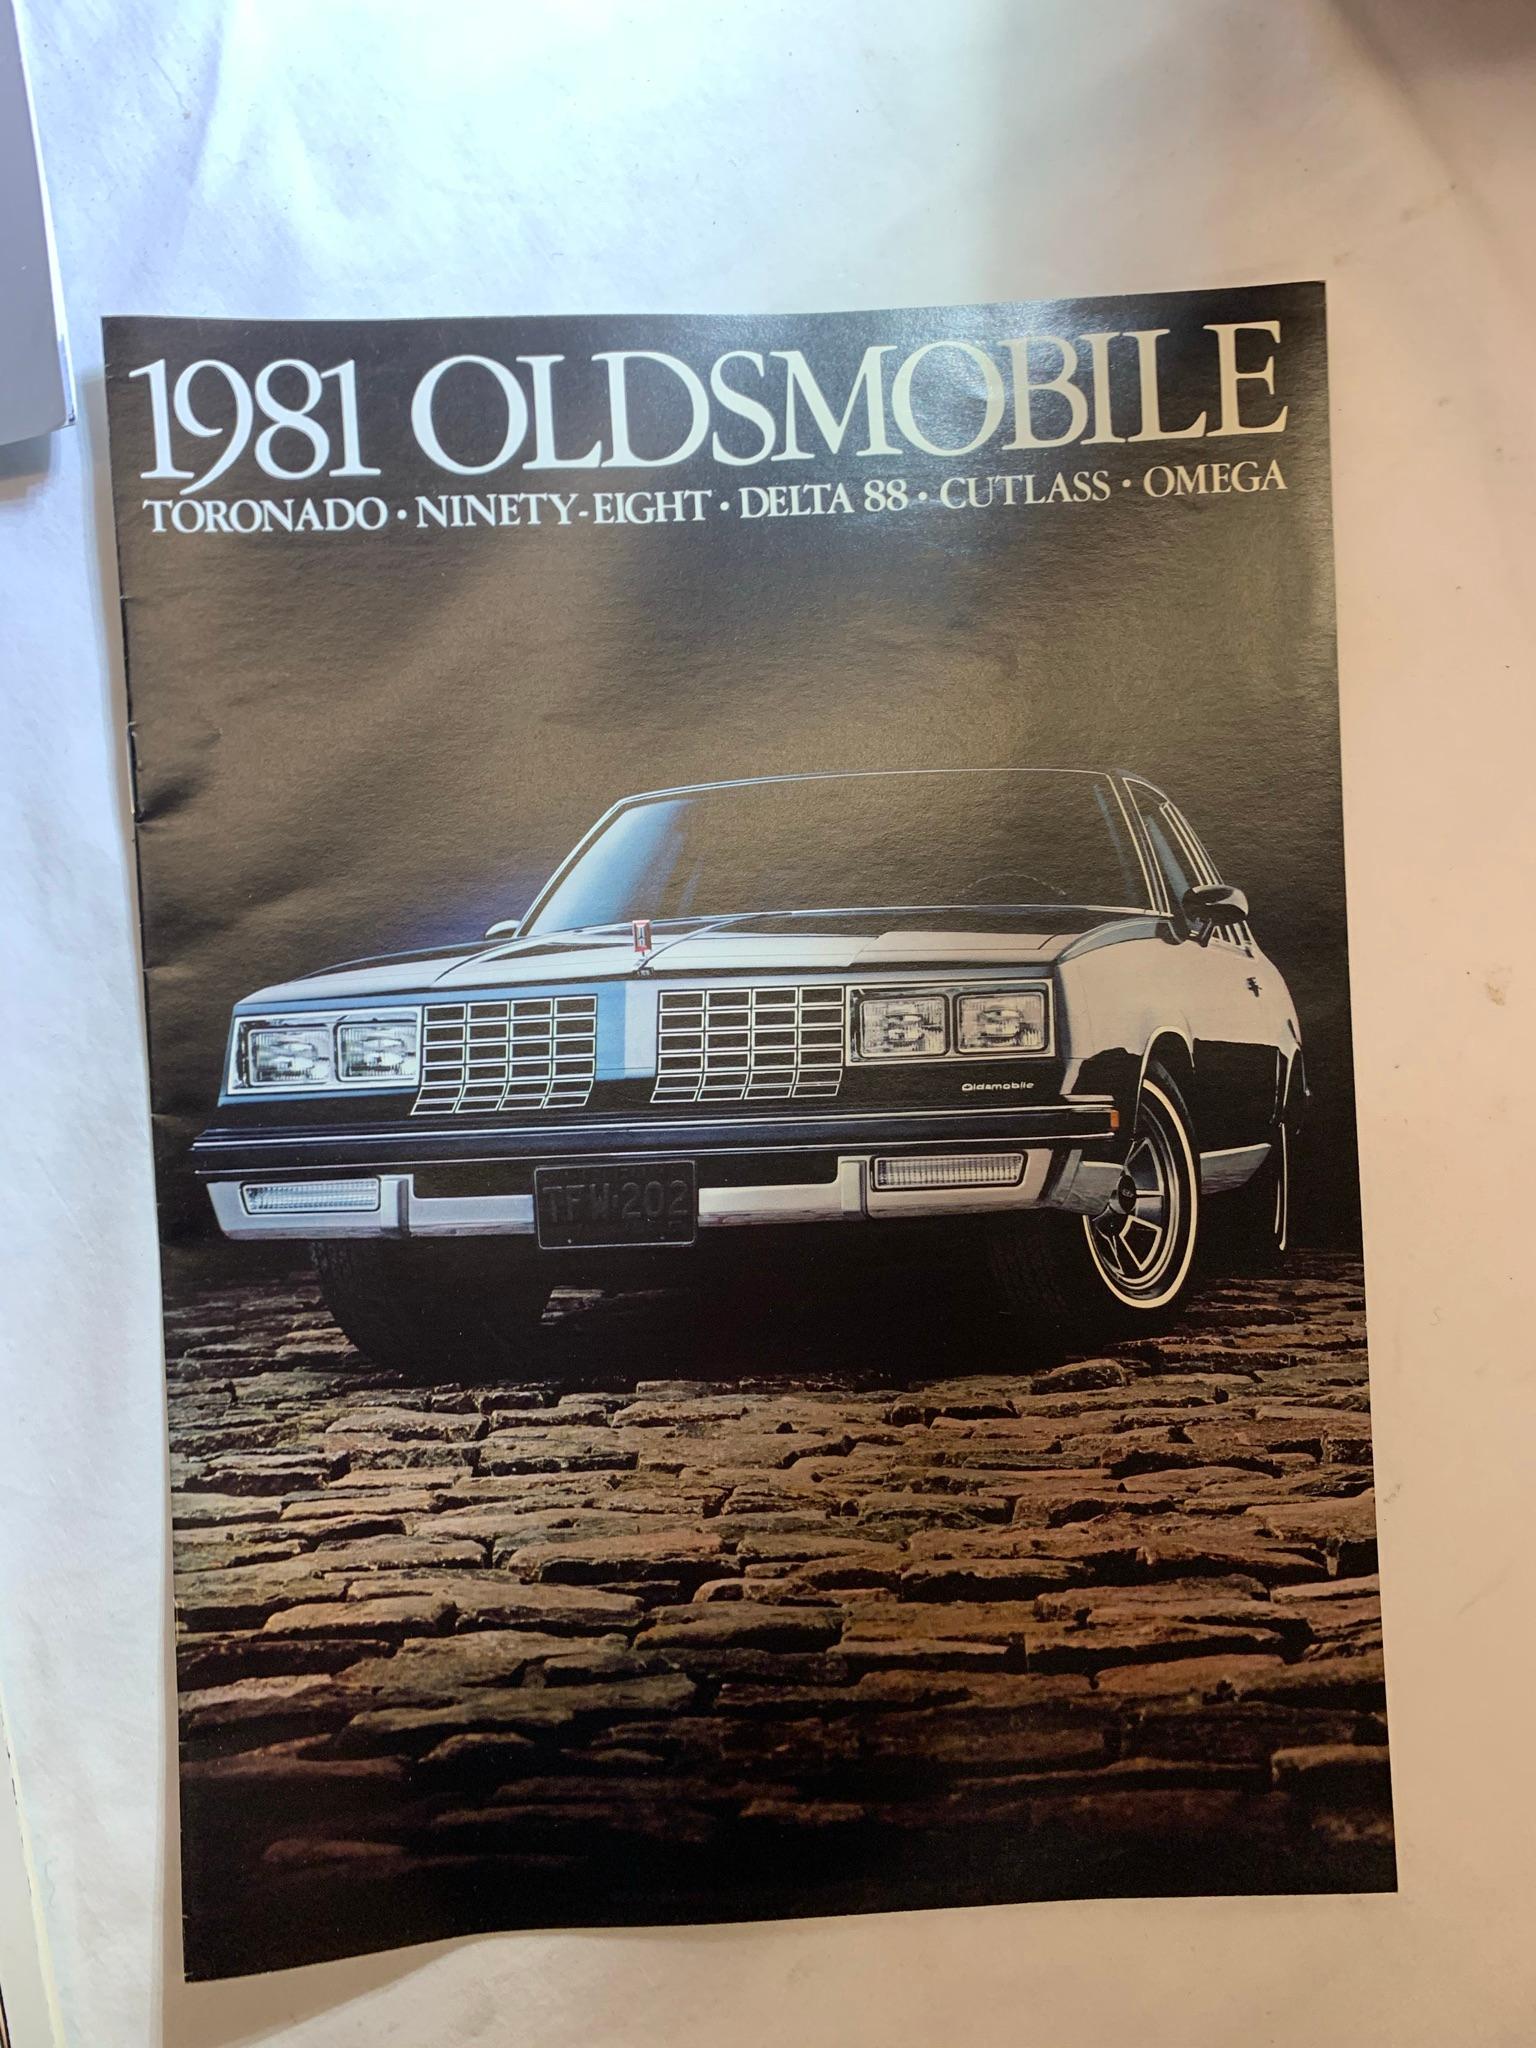 1981 OLDSMOBILE
TORONADO • NINETY-EIGHT • DELTA 88 • CUTLASS • OMEGA
Oldsmobile
TFW·202